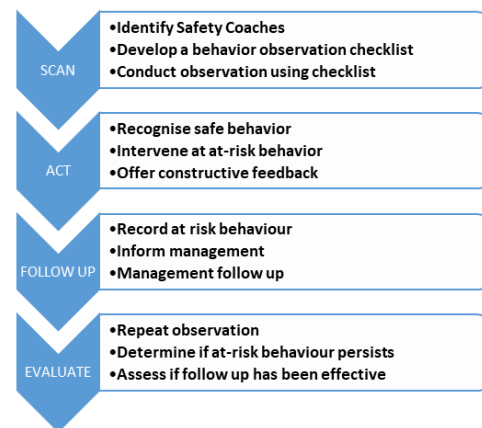 SCAN
•Identify Safety Coaches
•Develop a behavior observation checklist
•Conduct observation using checklist
ACT
•Recognise safe behavior
•Intervene at at-risk behavior
•Offer constructive feedback
FOLLOW UP
•Record at risk behaviour
•Inform management
•Management follow up
EVALUATE
•Repeat observation
•Determine if at-risk behaviour persists
•Assess if follow up has been effective